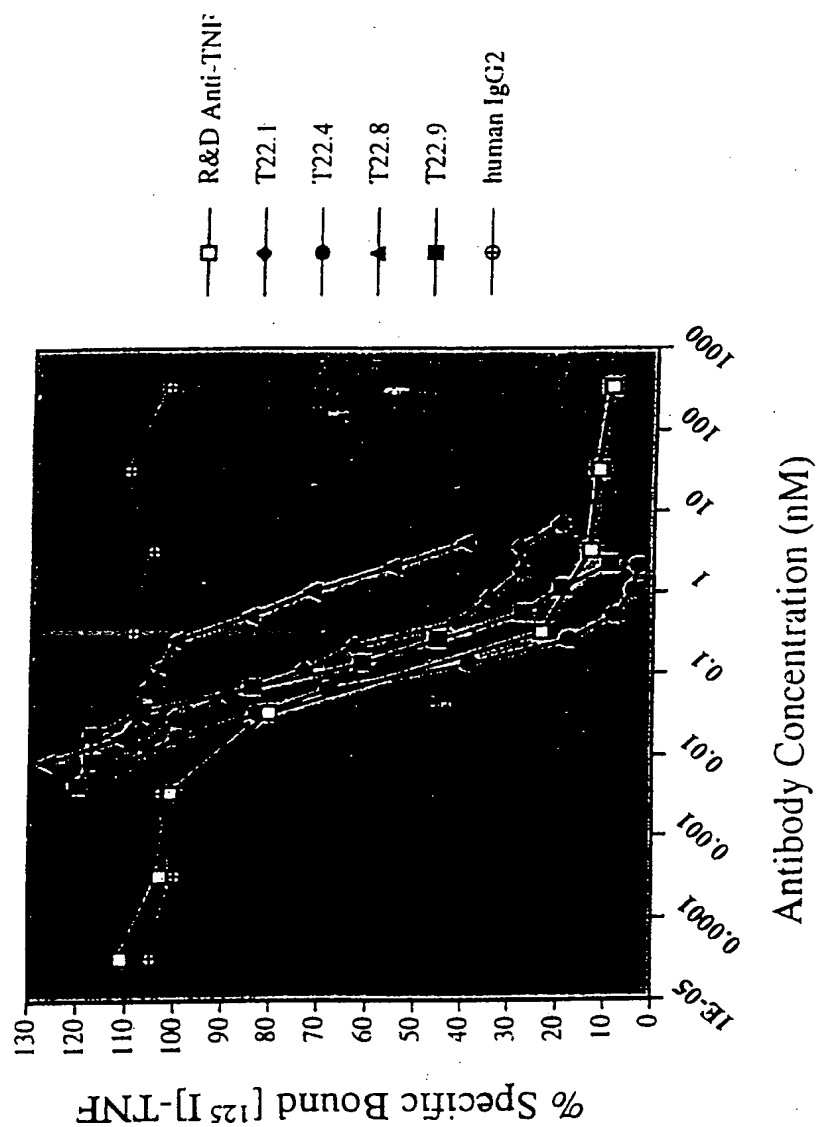 % Specific Bound [125 I]-TNF
130
120
110
100
90
80
70
60
50
40
30
20
10
0
1E-05
0.0001
0.001
0.01
0.1
1
10
100
1000
Antibody Concentration (nM)
R&D Anti-TNF
T22.1
T22.4
T22.8
T22.9
human IgG2